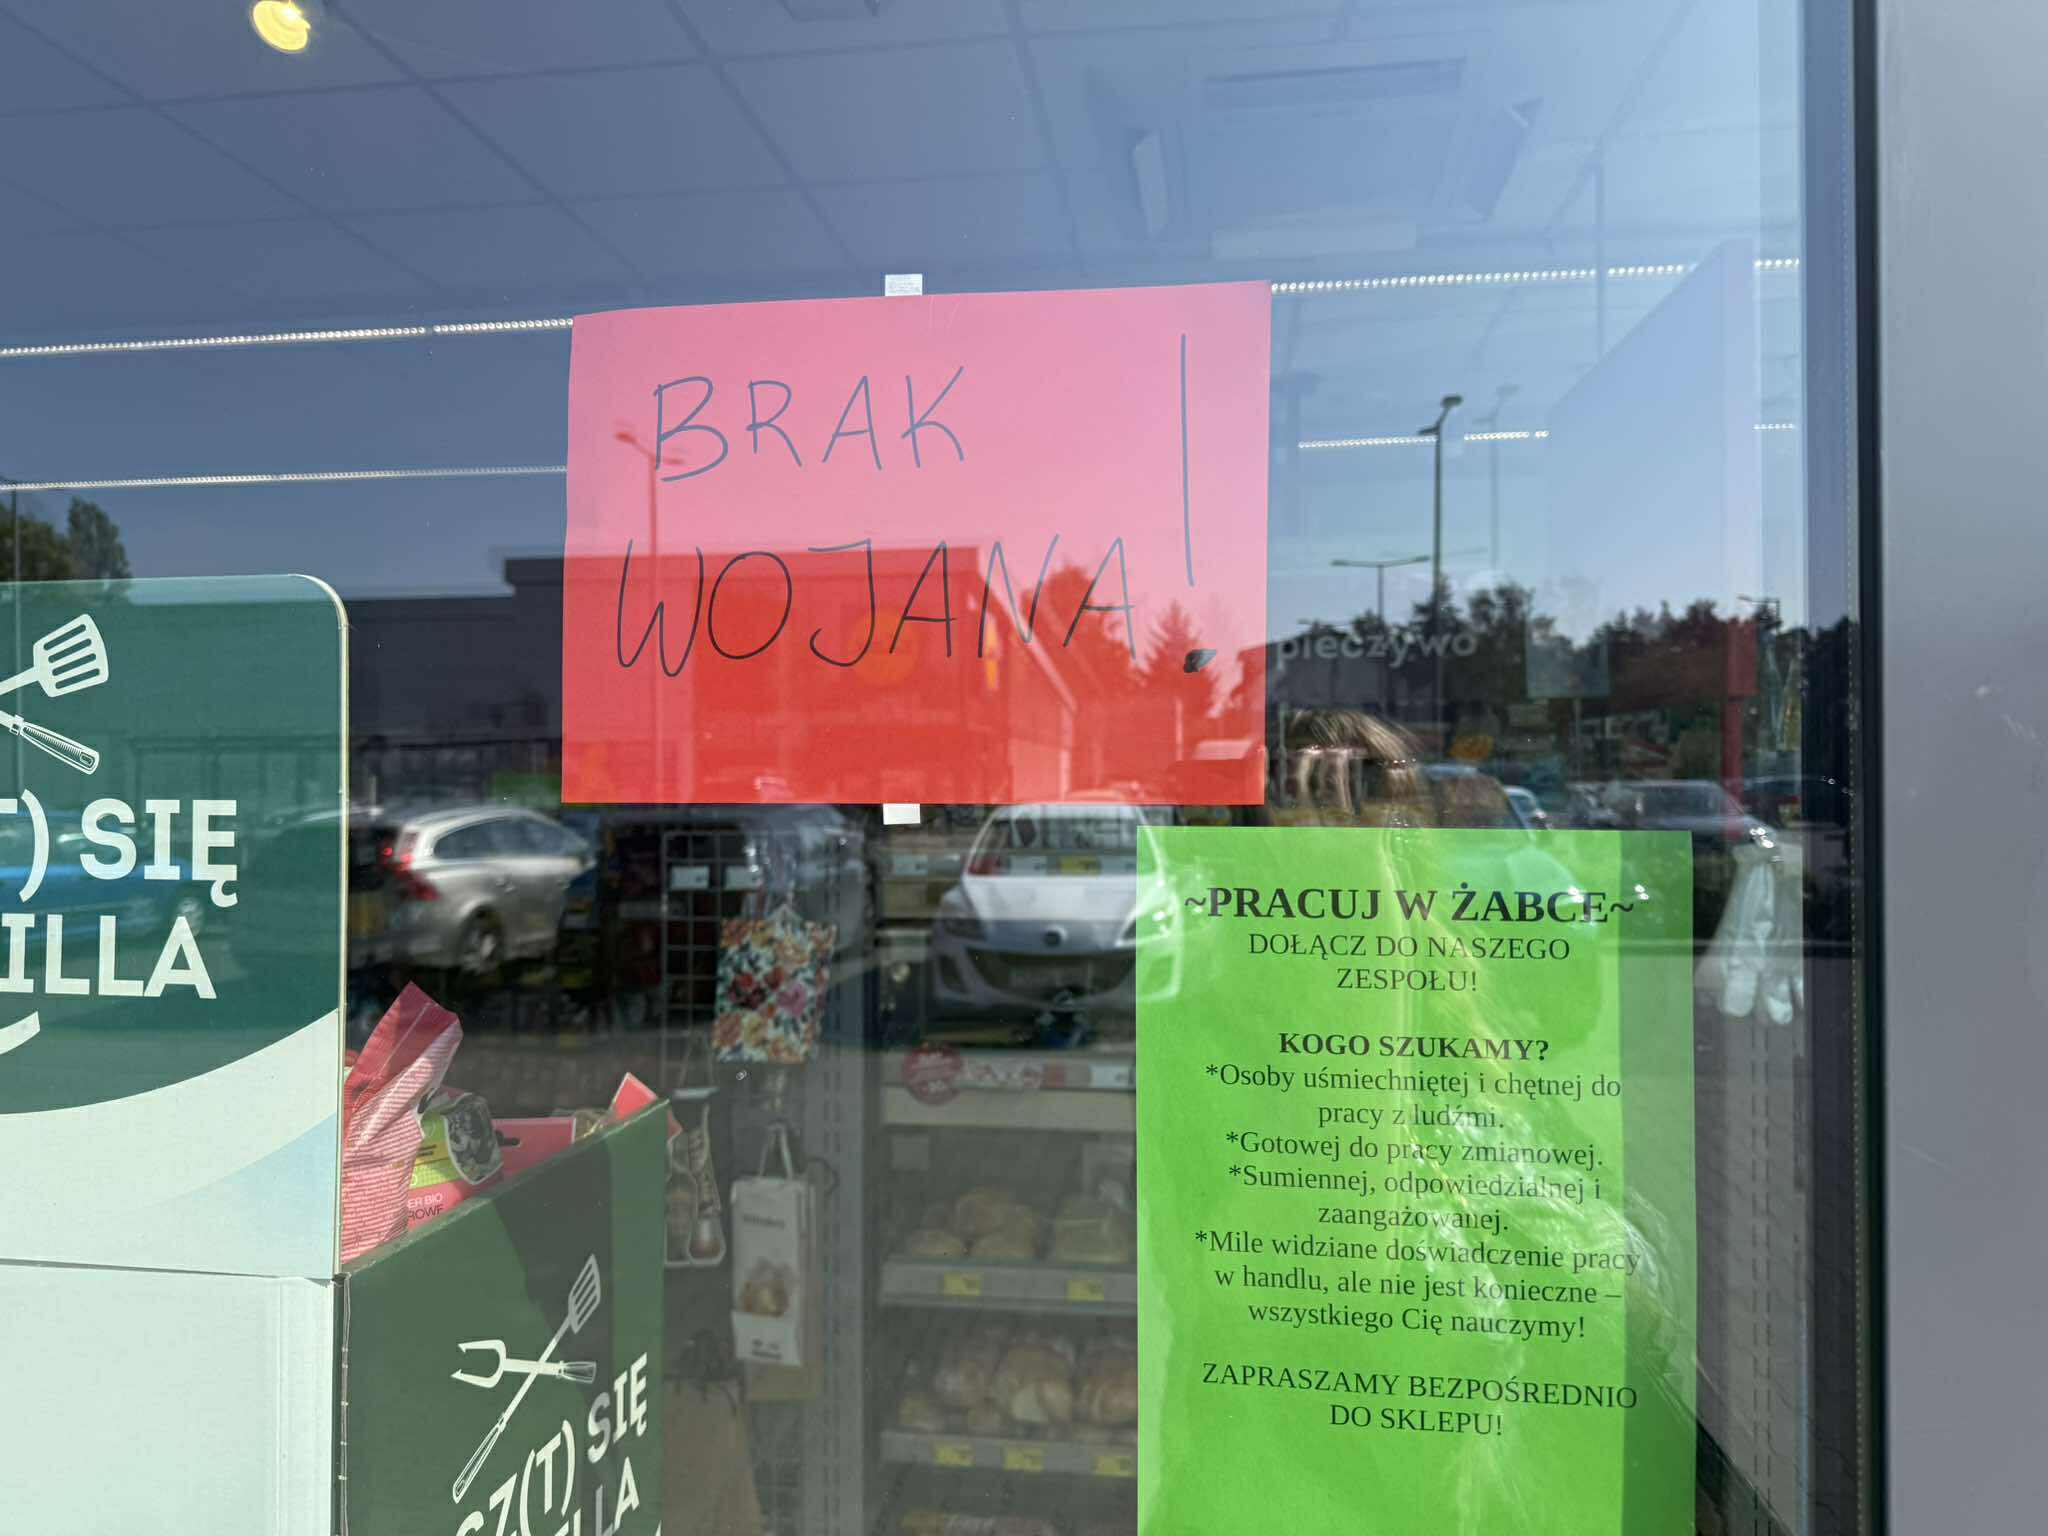 BRAK
WOJANA!
pieczywo
T) SIĘ
ILLA
~PRACUJ W ŻABCE~
DOŁĄCZ DO NASZEGO
ZESPOŁU!
KOGO SZUKAMY?
*Osoby uśmiechniętej i chętnej do
pracy z ludźmi.
*Gotowej do pracy zmianowej.
*Sumiennej, odpowiedzialnej i
zaangażowanej.
*Mile widziane doświadczenie pracy
w handlu, ale nie jest konieczne –
wszystkiego Cię nauczymy!
ZAPRASZAMY BEZPOŚREDNIO
DO SKLEPU!
ER BIO
Z(T) SIĘ
ILLA